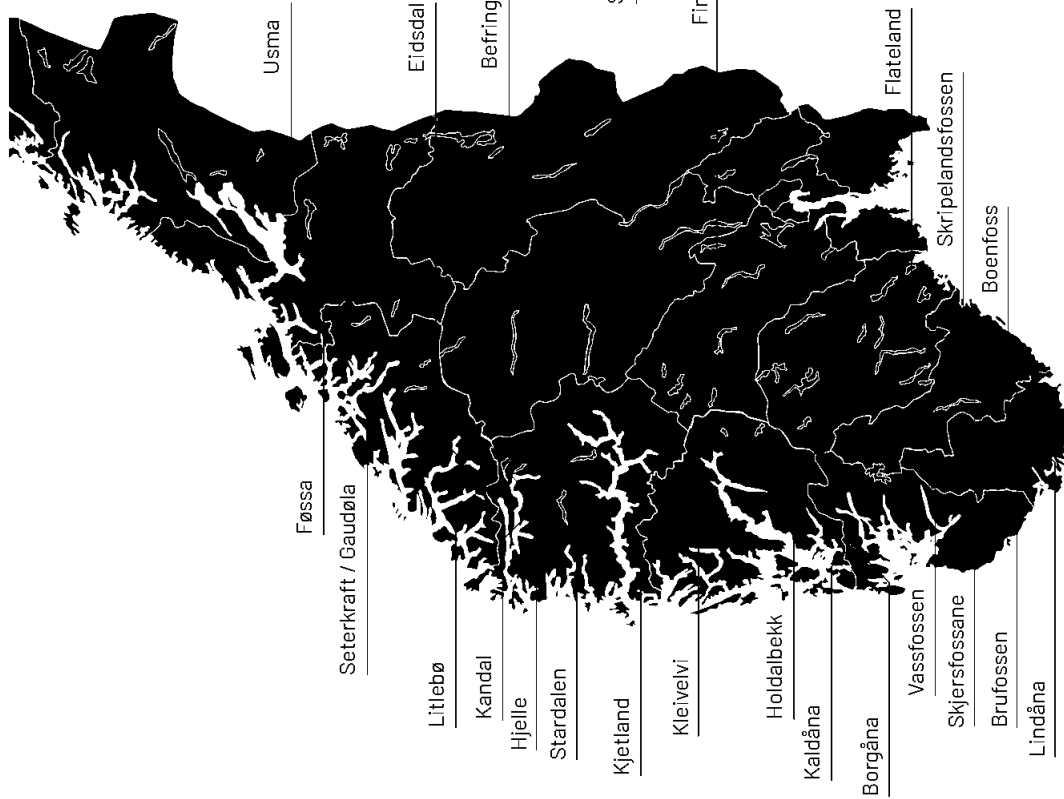 Usma
Eidsdal
Befring
Flateland
Skripelandsfossen
Boenfoss
Føssa
Seterkraft / Gaudøla
Litlebø
Kandal
Hjelle
Stardalen
Kjetland
Kleivelvi
Holdalbekk
Kaldåna
Borgåna
Vassfossen
Skjersfossane
Brufossen
Lindåna